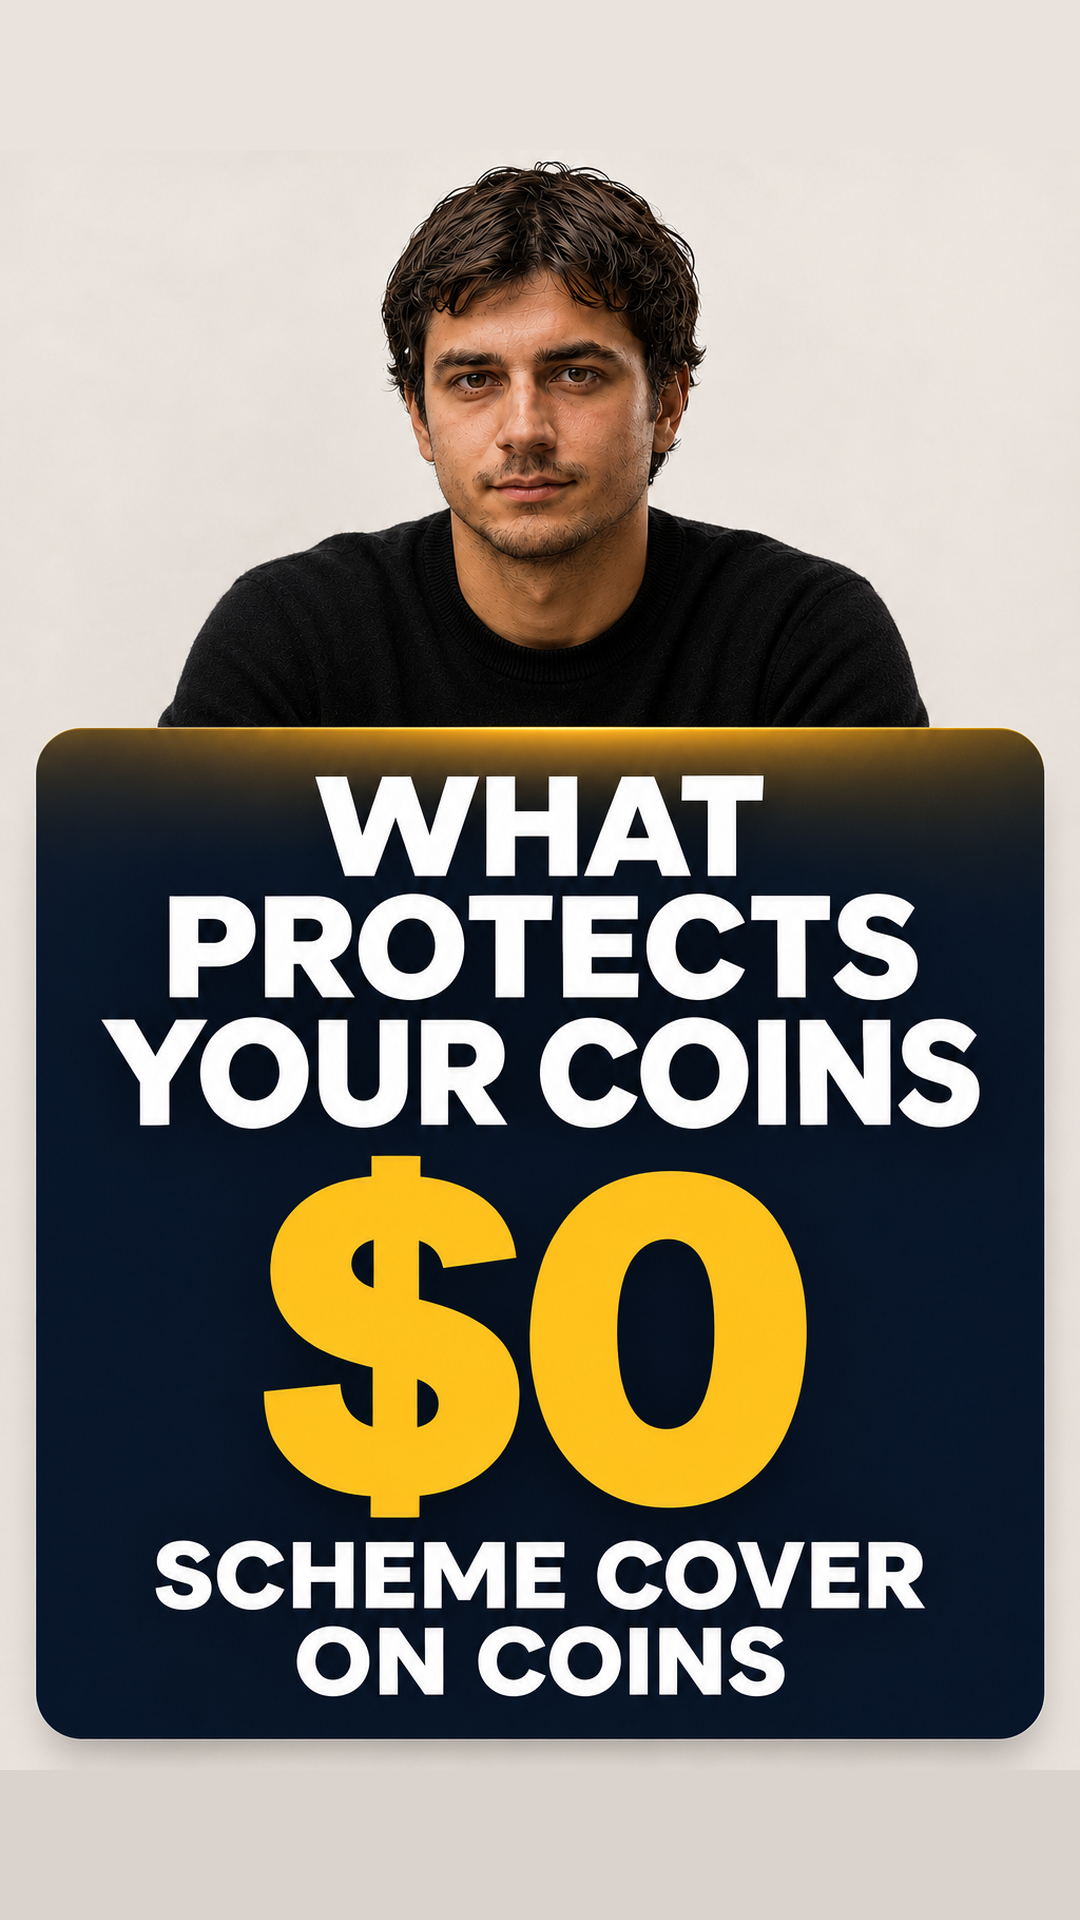 WHAT
PROTECTS
YOUR COINS
$0
SCHEME COVER
ON COINS